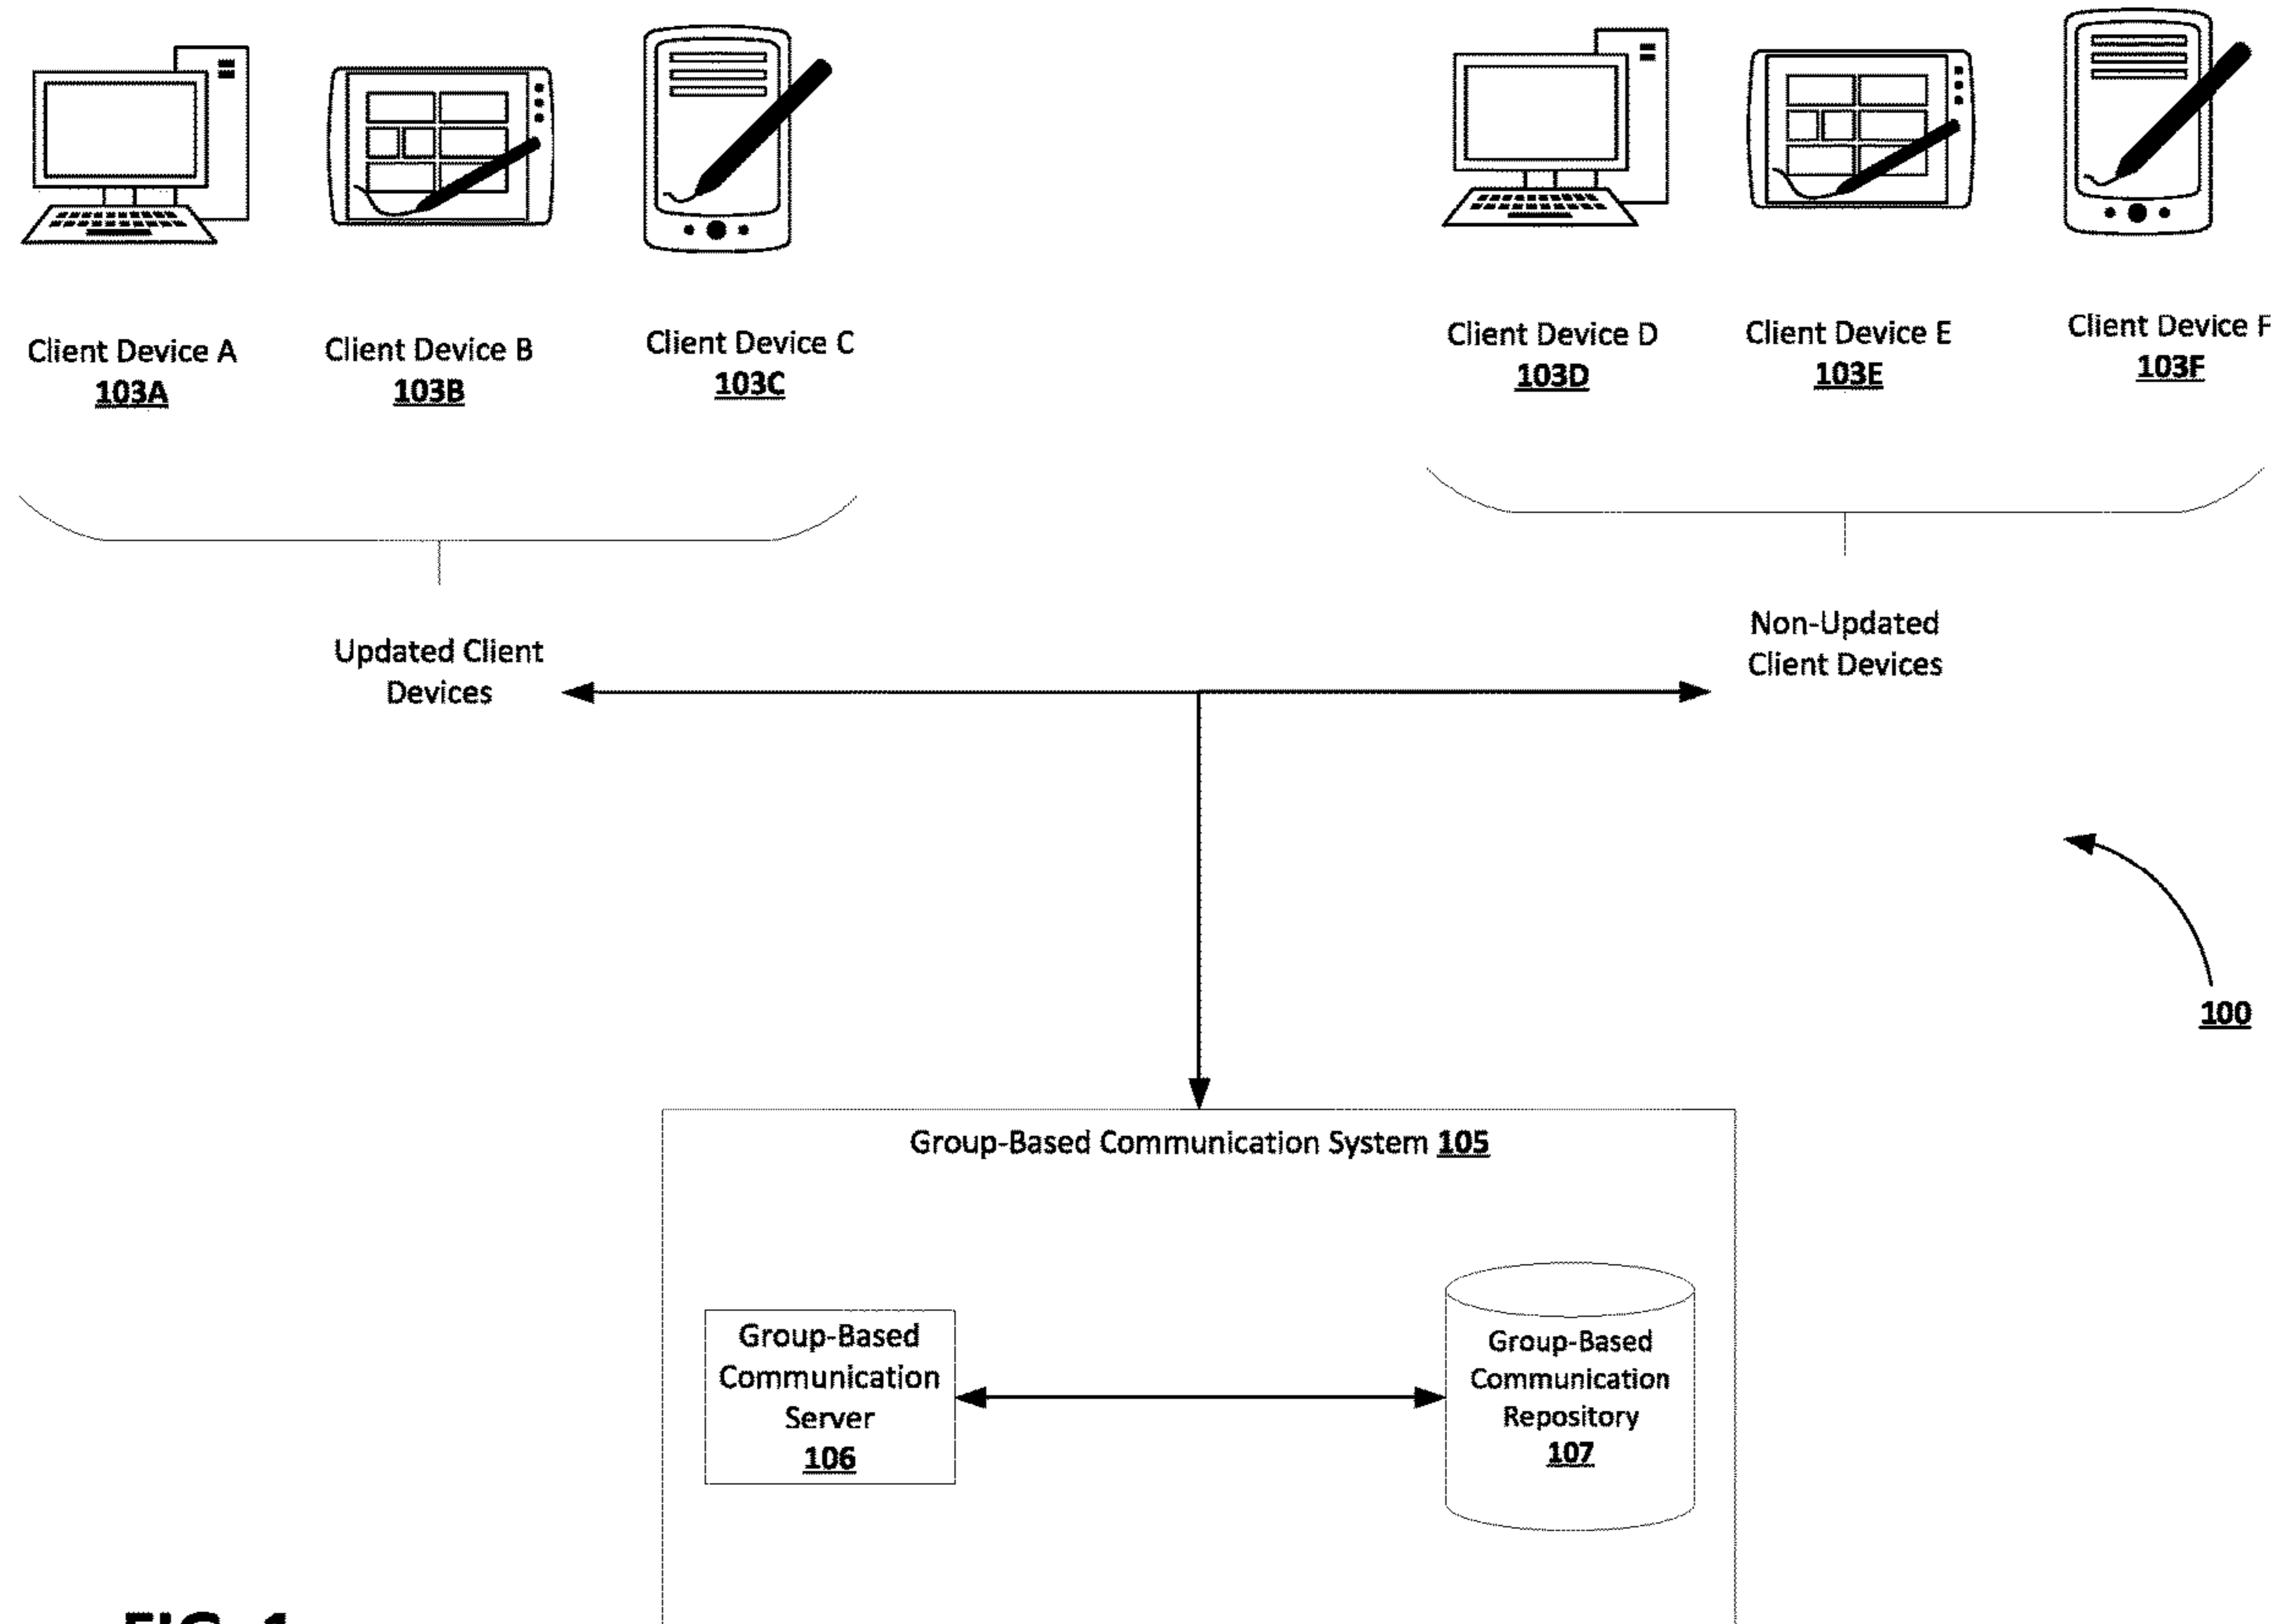 Client Device A
103A
Client Device B
103B
Client Device C
103C
Client Device D
103D
Client Device E
103E
Client Device F
103F
Updated Client
Devices
Non-Updated
Client Devices
100
Group-Based Communication System 105
Group-Based
Communication
Server
106
Group-Based
Communication
Repository
107
FIG. 1